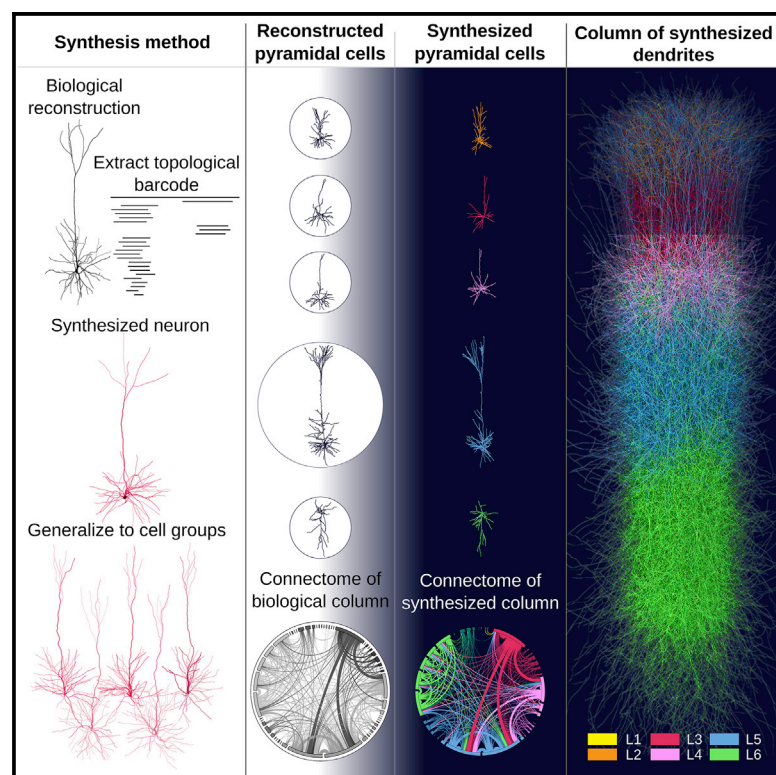 Synthesis method
Reconstructed
pyramidal cells
Synthesized
pyramidal cells
Column of synthesized
dendrites
Biological
reconstruction
Extract topological
barcode
Synthesized neuron
Generalize to cell groups
Connectome of
biological column
Connectome of
synthesized column
L1 L3 L5
L2 L4 L6